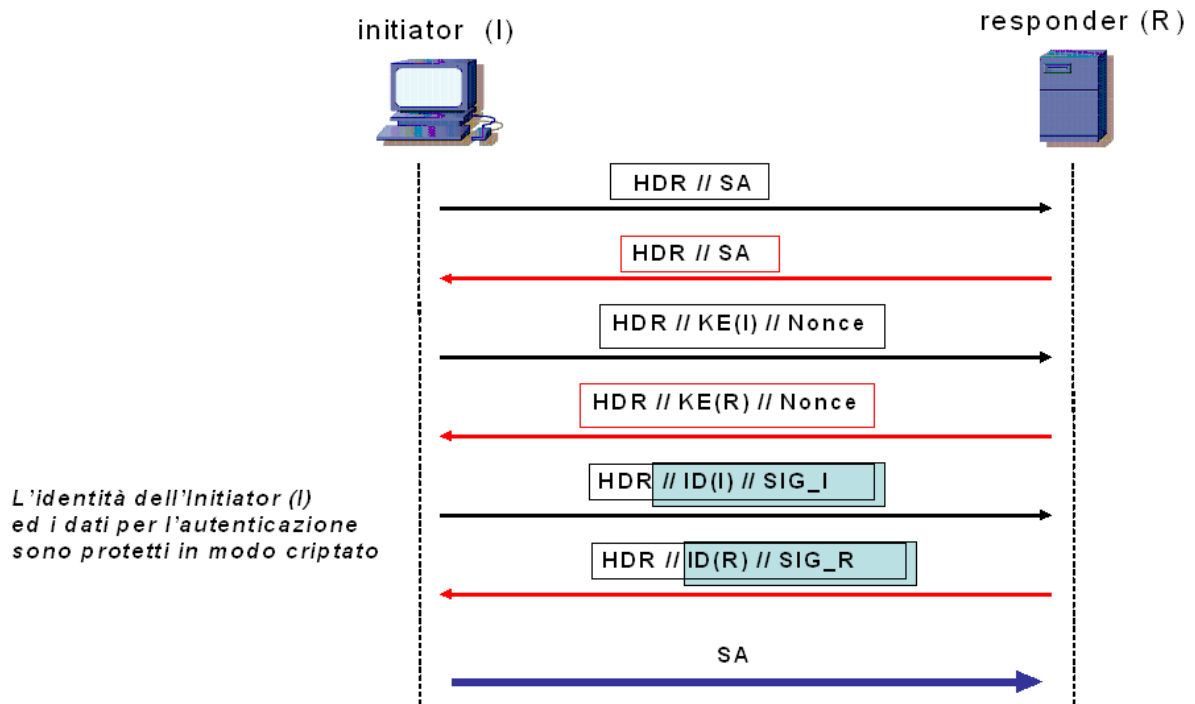 initiator (I)
responder (R)
HDR // SA
HDR // SA
HDR // KE(I) // Nonce
HDR // KE(R) // Nonce
HDR // ID(I) // SIG_I
L'identità dell'Initiator (I)
ed i dati per l'autenticazione
sono protetti in modo criptato
HDR // ID(R) // SIG_R
SA